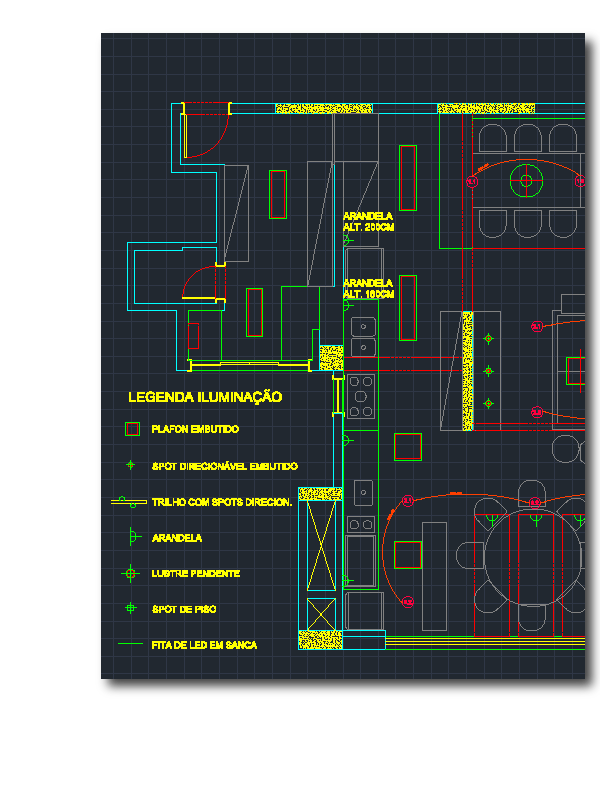 ARANDELA
ALT. 200CM
ARANDELA
ALT. 160CM
LEGENDA ILUMINAÇÃO
PLAFON EMBUTIDO
SPOT DIRECIONÁVEL EMBUTIDO
TRILHO COM SPOTS DIRECION.
ARANDELA
LUSTRE PENDENTE
SPOT DE PISO
FITA DE LED EM SANCA